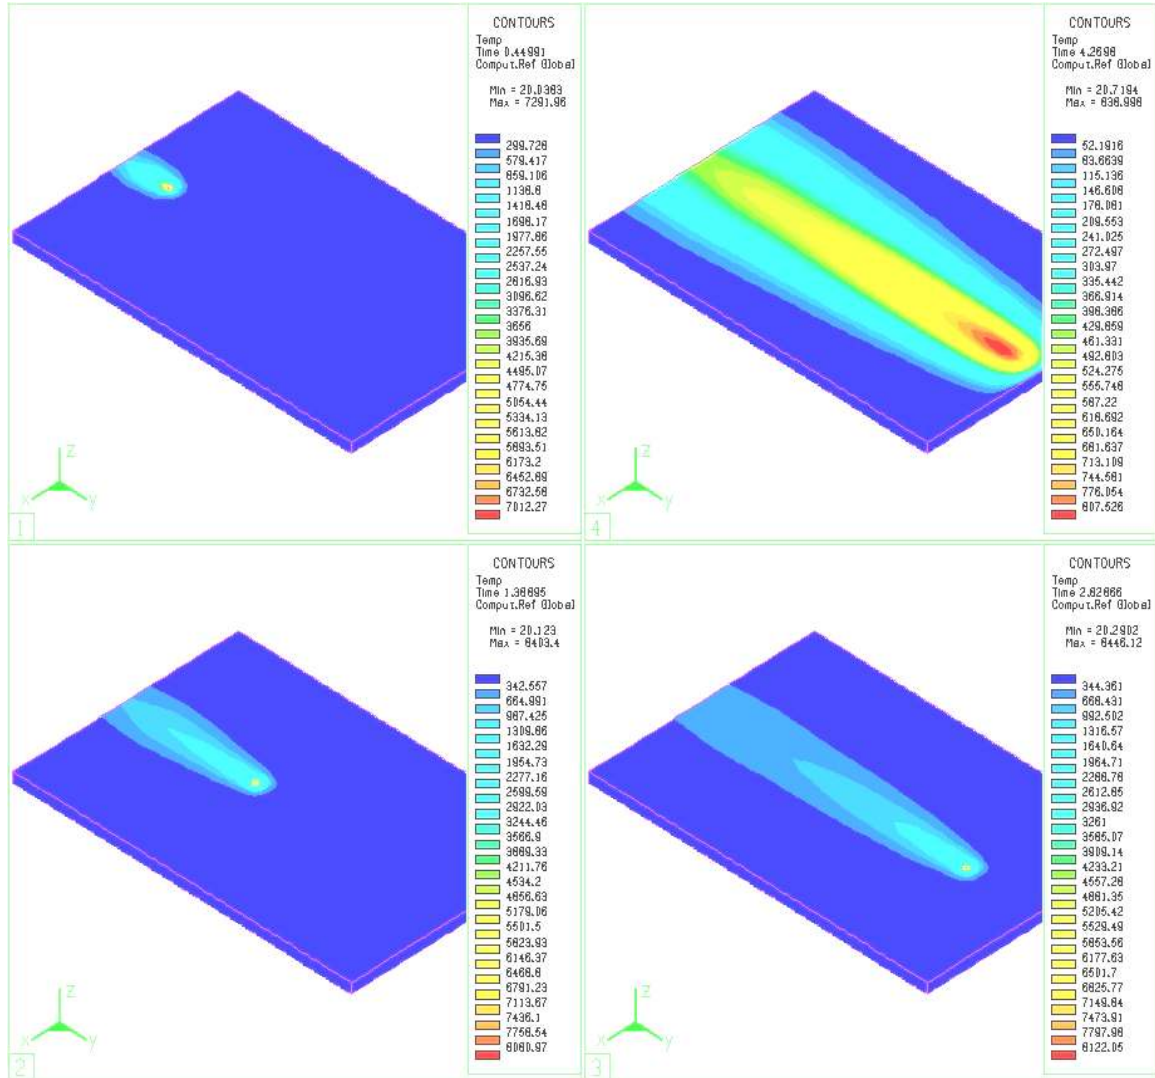 CONTOURS
Temp
Time 0.44991
Comput.Ref Global
Min = 20.0383
Max = 7291.96
299.728
579.417
859.106
1138.8
1418.48
1698.17
1977.86
2257.55
2537.24
2816.93
3096.62
3376.31
3656
3935.69
4215.38
4495.07
4774.75
5054.44
5334.13
5613.82
5893.51
6173.2
6452.89
6732.58
7012.27
z
x
y
1
CONTOURS
Temp
Time 4.2698
Comput.Ref Global
Min = 20.7194
Max = 838.998
52.1916
83.6639
115.136
146.608
178.081
209.553
241.025
272.497
303.97
335.442
366.914
398.386
429.859
461.331
492.803
524.275
555.748
587.22
618.692
650.164
681.637
713.109
744.581
776.054
807.526
z
x
y
4
CONTOURS
Temp
Time 1.38695
Comput.Ref Global
Min = 20.123
Max = 8403.4
342.557
664.991
987.425
1309.86
1632.29
1954.73
2277.16
2599.59
2922.03
3244.46
3566.9
3889.33
4211.76
4534.2
4856.63
5179.06
5501.5
5823.93
6146.37
6468.8
6791.23
7113.67
7436.1
7758.54
8080.97
z
x
y
2
CONTOURS
Temp
Time 2.82866
Comput.Ref Global
Min = 20.2902
Max = 8446.12
344.361
668.431
992.502
1316.57
1640.64
1964.71
2288.78
2612.85
2936.92
3261
3585.07
3909.14
4233.21
4557.28
4881.35
5205.42
5529.49
5853.56
6177.63
6501.7
6825.77
7149.84
7473.91
7797.98
8122.05
z
x
y
3